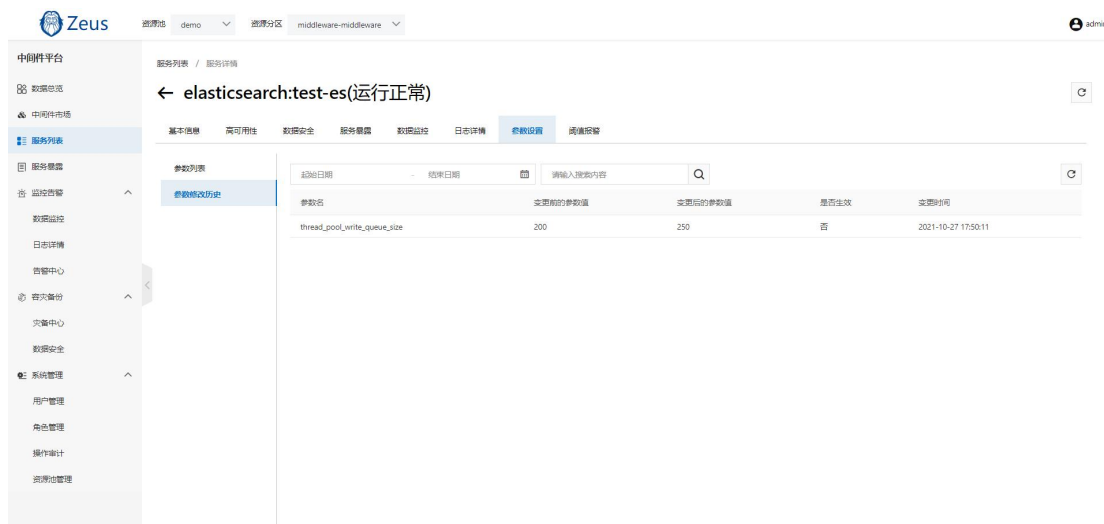 Zeus
资源池 demo 资源分区 middleware-middleware
admin
中间件平台
数据总览
中间件市场
服务列表
服务暴露
监控告警
数据监控
日志详情
告警中心
容灾备份
灾备中心
数据安全
系统管理
用户管理
角色管理
操作审计
资源池管理
服务列表 / 服务详情
← elasticsearch:test-es(运行正常)
基本信息 高可用性 数据安全 服务暴露 数据监控 日志详情 参数设置 阈值报警
参数列表
参数修改历史
起始日期 - 结束日期 请输入搜索内容
参数名 变更前的参数值 变更后的参数值 是否生效 变更时间
thread_pool_write_queue_size 200 250 否 2021-10-27 17:50:11